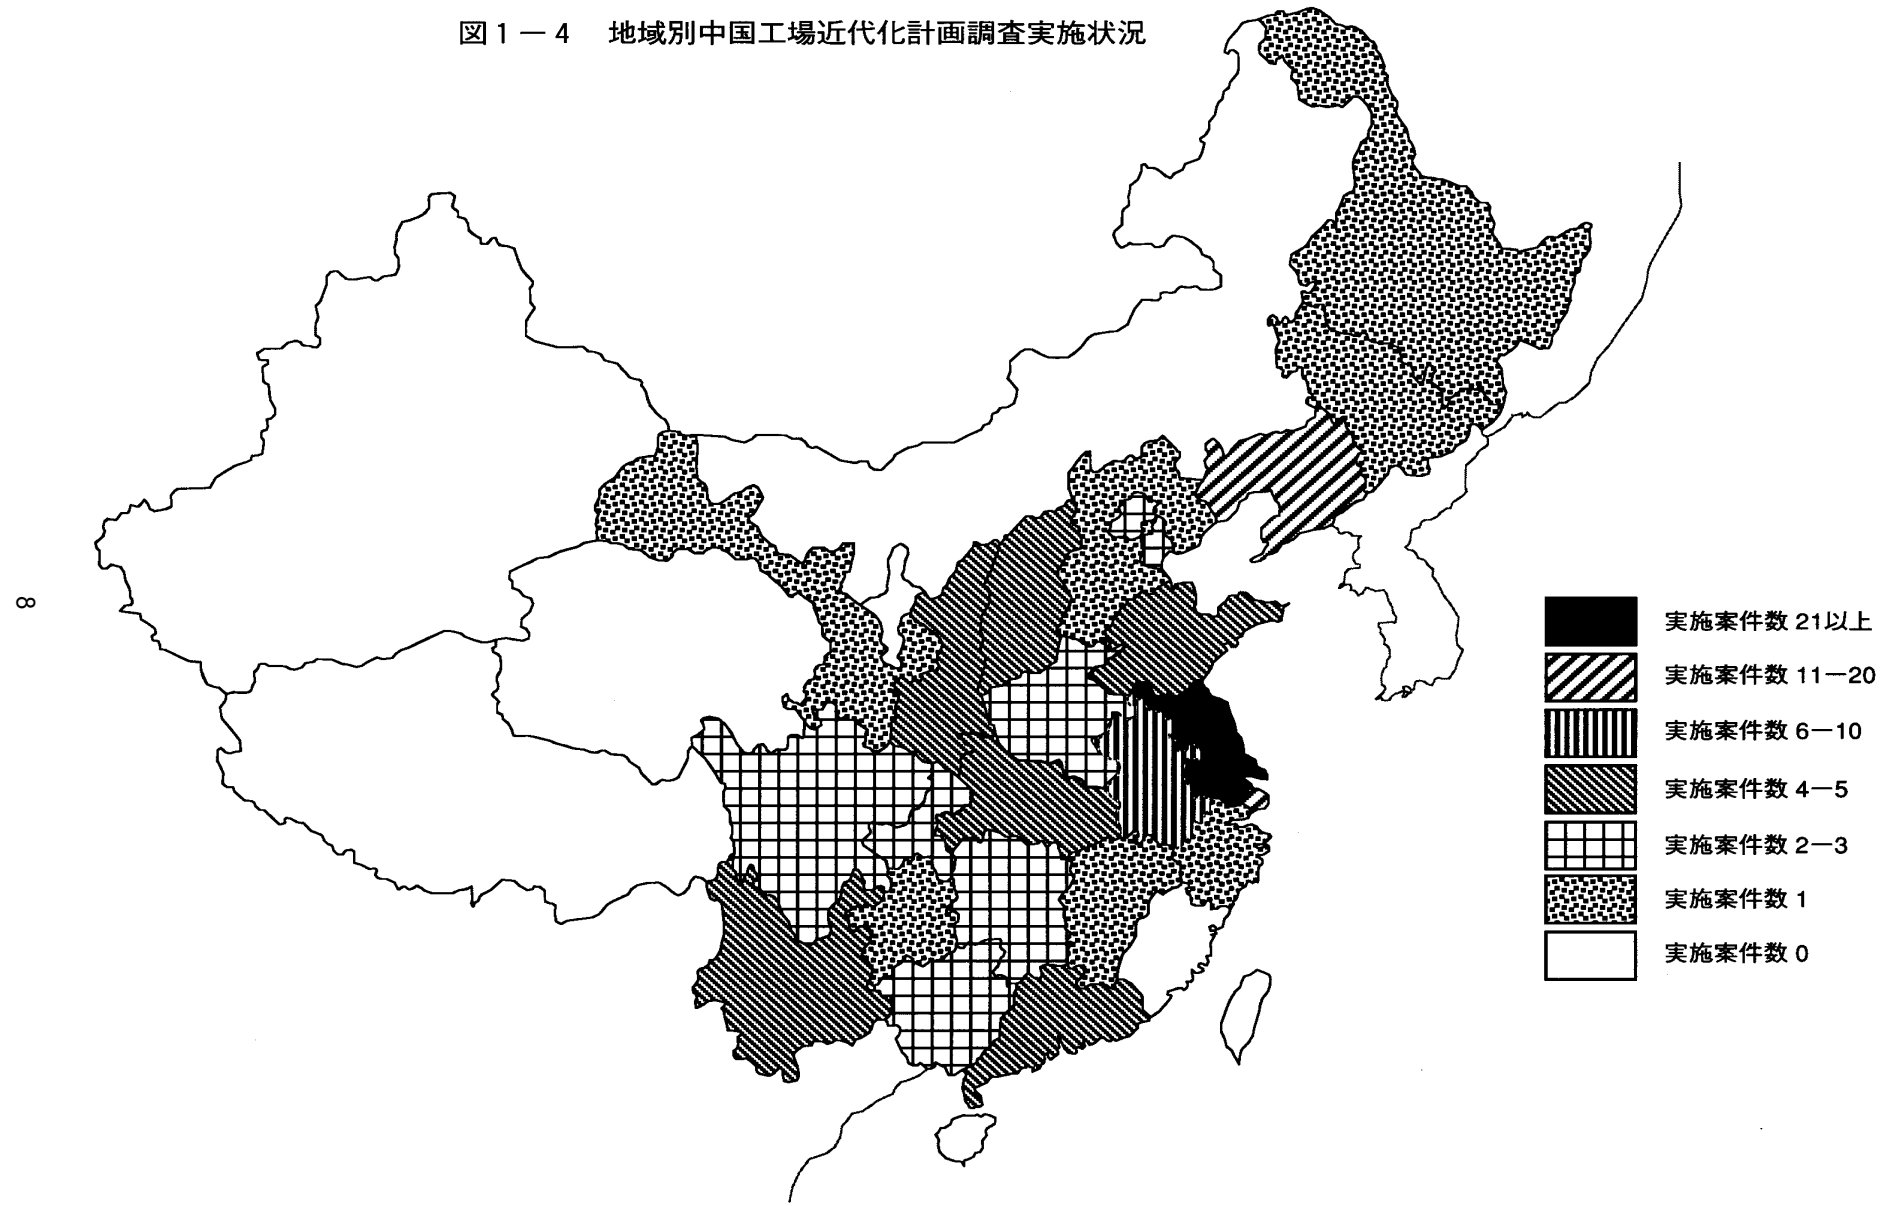 図1－4　地域別中国工場近代化計画調査実施状況
実施案件数 21以上
実施案件数 11－20
実施案件数 6－10
実施案件数 4－5
実施案件数 2－3
実施案件数 1
実施案件数 0
8